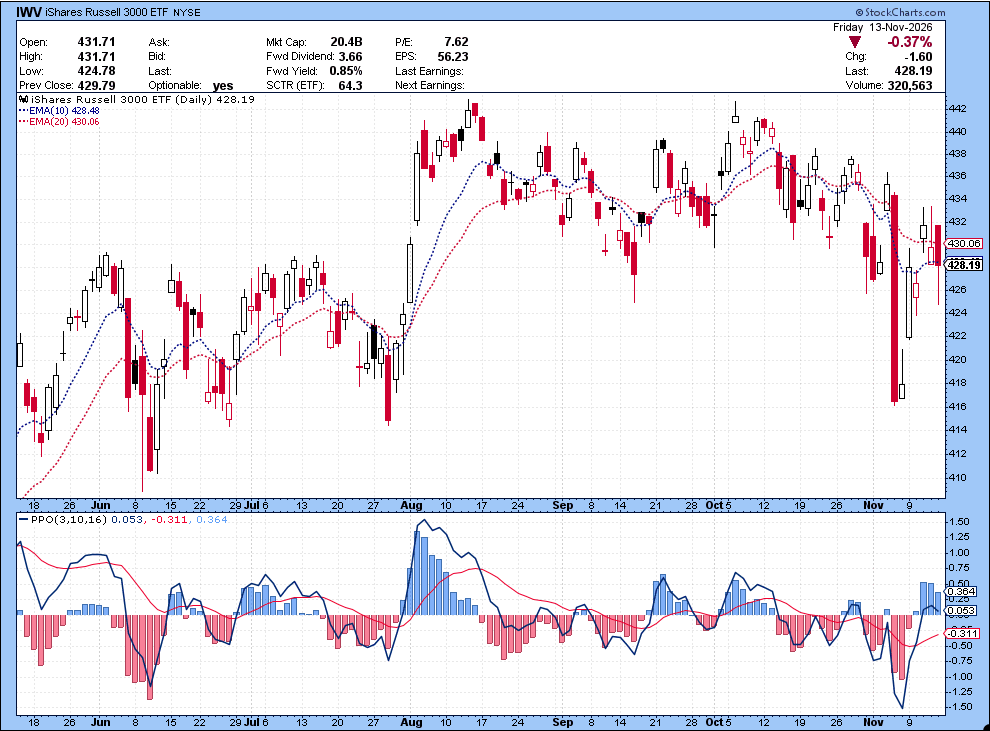 IWV iShares Russell 3000 ETF NYSE © StockCharts.com
Friday 13-Nov-2026
Open: 431.71 Ask: Mkt Cap: 20.4B P/E: 7.62 -0.37%
High: 431.71 Bid: Fwd Dividend: 3.66 EPS: 56.23 Chg: -1.60
Low: 424.78 Last: Fwd Yield: 0.85% Last Earnings: Last: 428.19
Prev Close: 429.79 Optionable: yes SCTR (ETF): 64.3 Next Earnings: Volume: 320,563
iShares Russell 3000 ETF (Daily) 428.19
EMA(10) 428.48
EMA(20) 430.06
442
440
438
436
434
432
430.06
428.19
426
424
422
420
418
416
414
412
410
18 26 Jun 8 15 22 29 Jul 6 13 20 27 Aug 10 17 24 Sep 8 14 21 28 Oct 5 12 19 26 Nov 9
PPO(3,10,16) 0.053, -0.311, 0.364
1.50
1.25
1.00
0.75
0.50
0.364
0.25
0.053
-0.311
-0.50
-0.75
-1.00
-1.25
-1.50
18 26 Jun 8 15 22 29 Jul 6 13 20 27 Aug 10 17 24 Sep 8 14 21 28 Oct 5 12 19 26 Nov 9